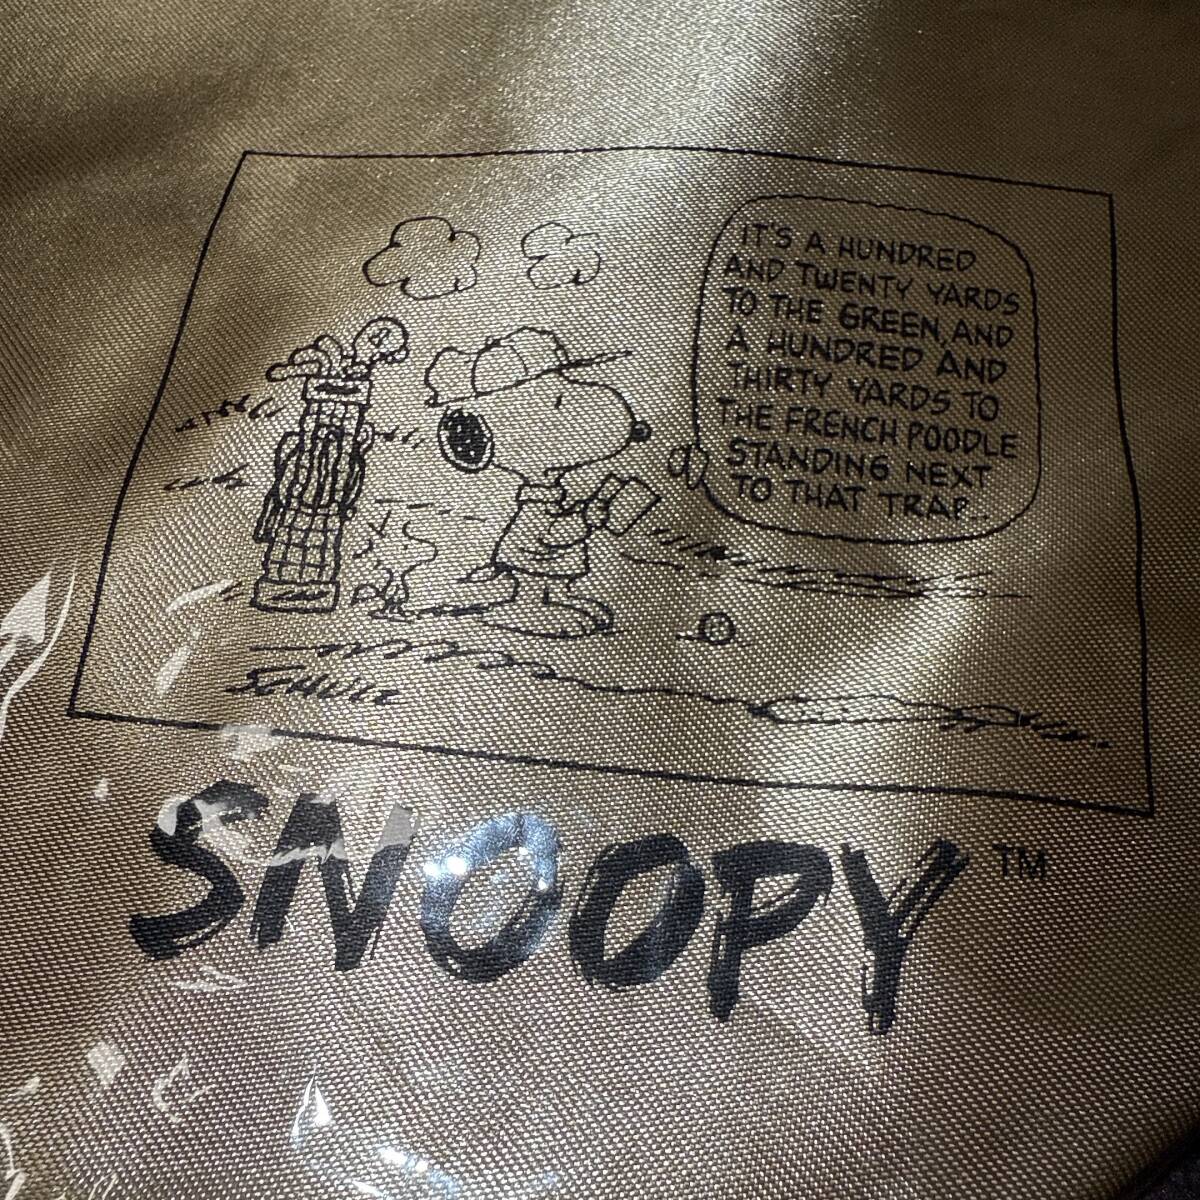 IT'S A HUNDRED
AND TWENTY YARDS
TO THE GREEN, AND
A HUNDRED AND
THIRTY YARDS TO
THE FRENCH POODLE
STANDING NEXT
TO THAT TRAP...
SCHULZ
SNOOPY™